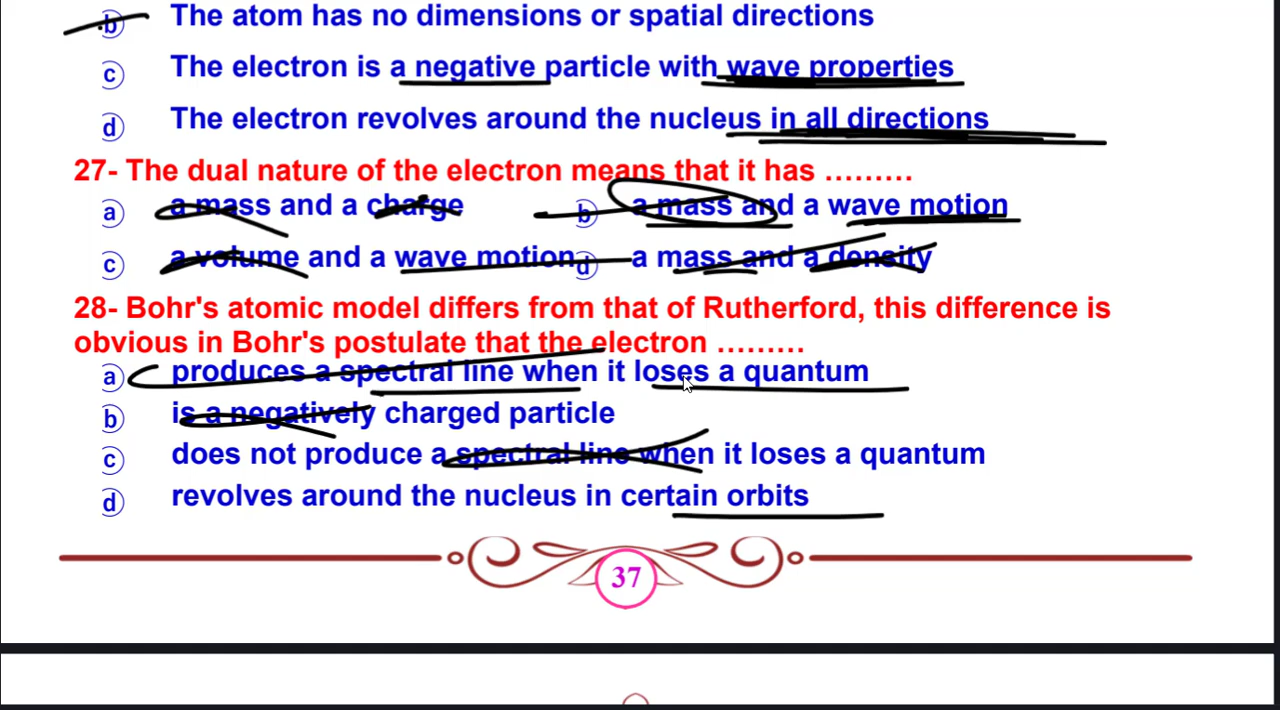 b The atom has no dimensions or spatial directions
c The electron is a negative particle with wave properties
d The electron revolves around the nucleus in all directions
27- The dual nature of the electron means that it has .........
a a mass and a charge b a mass and a wave motion
c a volume and a wave motion d a mass and a density
28- Bohr's atomic model differs from that of Rutherford, this difference is
obvious in Bohr's postulate that the electron .........
a produces a spectral line when it loses a quantum
b is a negatively charged particle
c does not produce a spectral line when it loses a quantum
d revolves around the nucleus in certain orbits
37